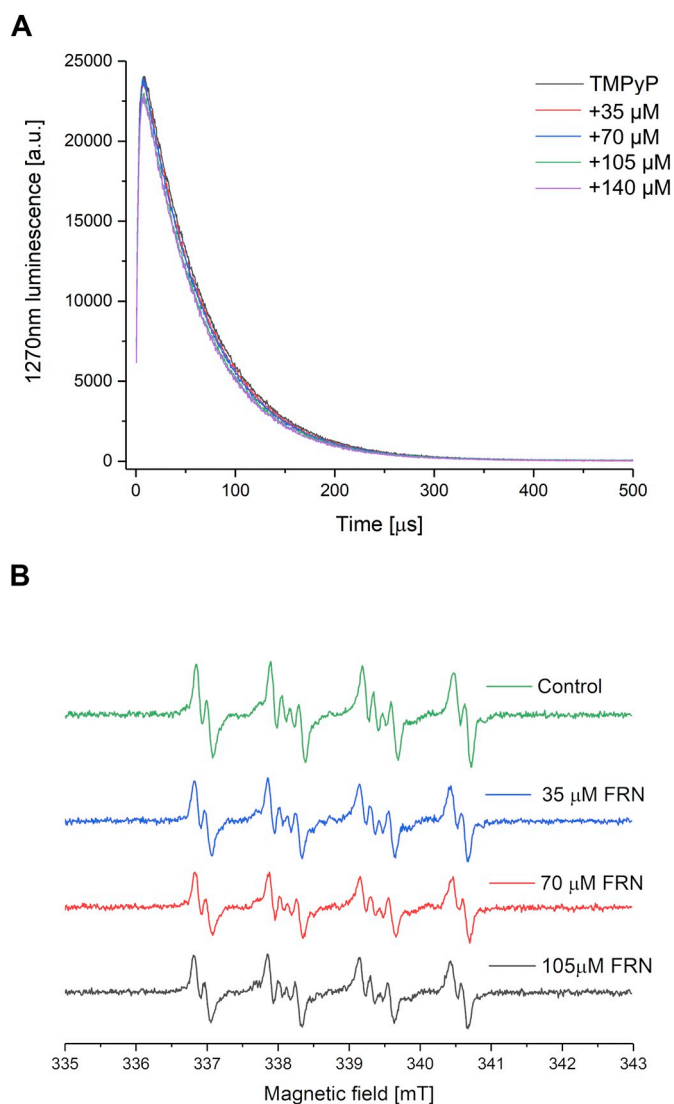 A
25000
20000
15000
10000
5000
0
1270nm luminescence [a.u.]
TMPyP
+35 μM
+70 μM
+105 μM
+140 μM
0 100 200 300 400 500
Time [μs]
B
Control
35 μM FRN
70 μM FRN
105μM FRN
335 336 337 338 339 340 341 342 343
Magnetic field [mT]